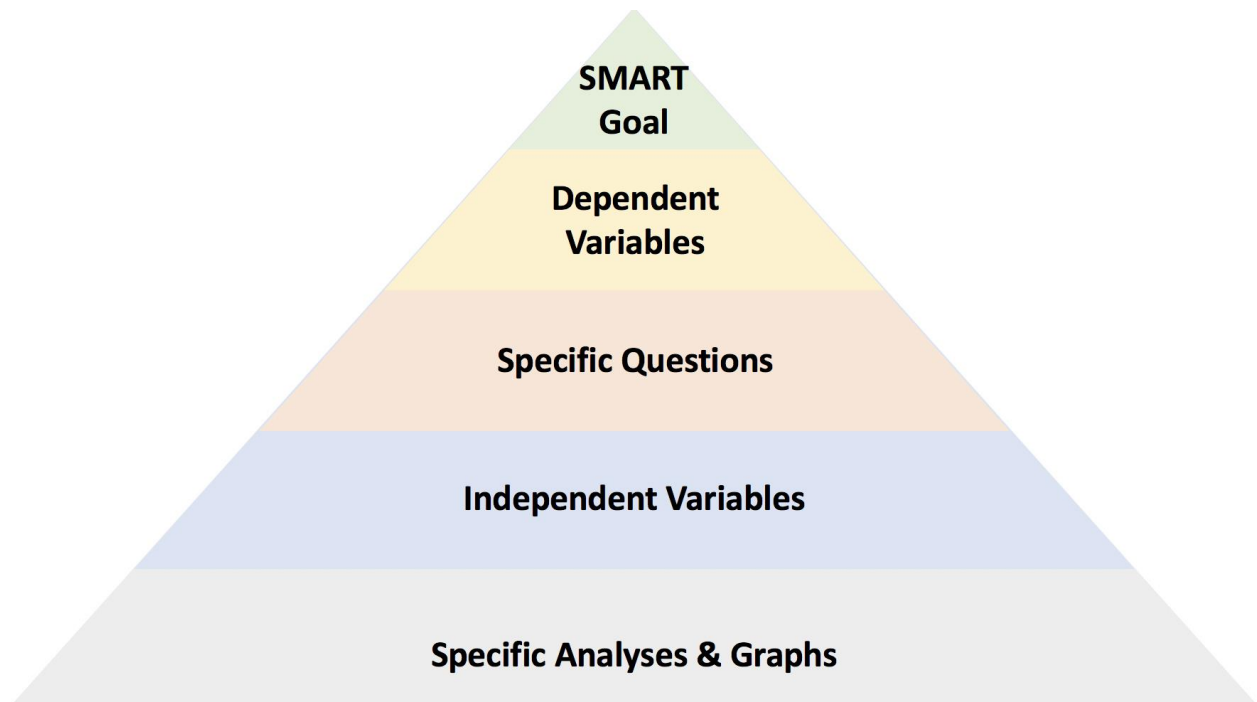 SMART
Goal
Dependent
Variables
Specific Questions
Independent Variables
Specific Analyses & Graphs